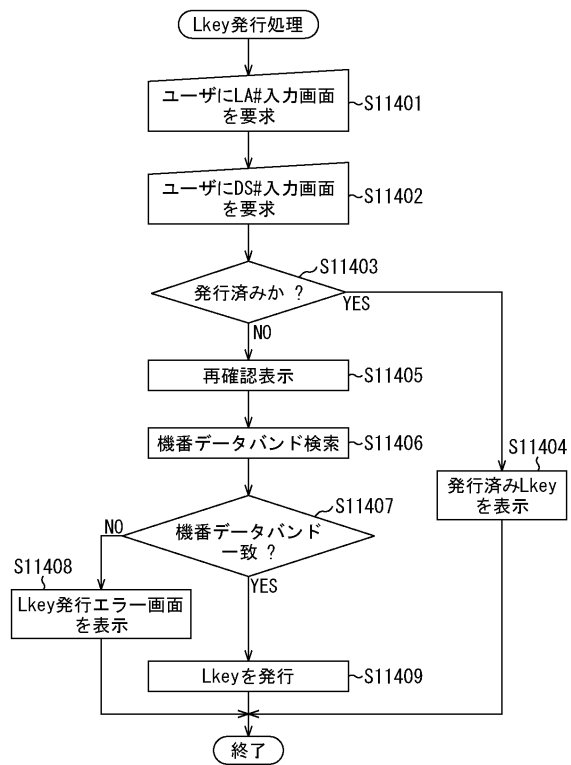 Lkey発行処理
ユーザにLA#入力画面
を要求
S11401
ユーザにDS#入力画面
を要求
S11402
S11403
発行済みか ?
YES
NO
再確認表示
S11405
機番データバンド検索
S11406
S11404
発行済みLkey
を表示
S11407
機番データバンド
一致 ?
NO
YES
S11408
Lkey発行エラー画面
を表示
Lkeyを発行
S11409
終了